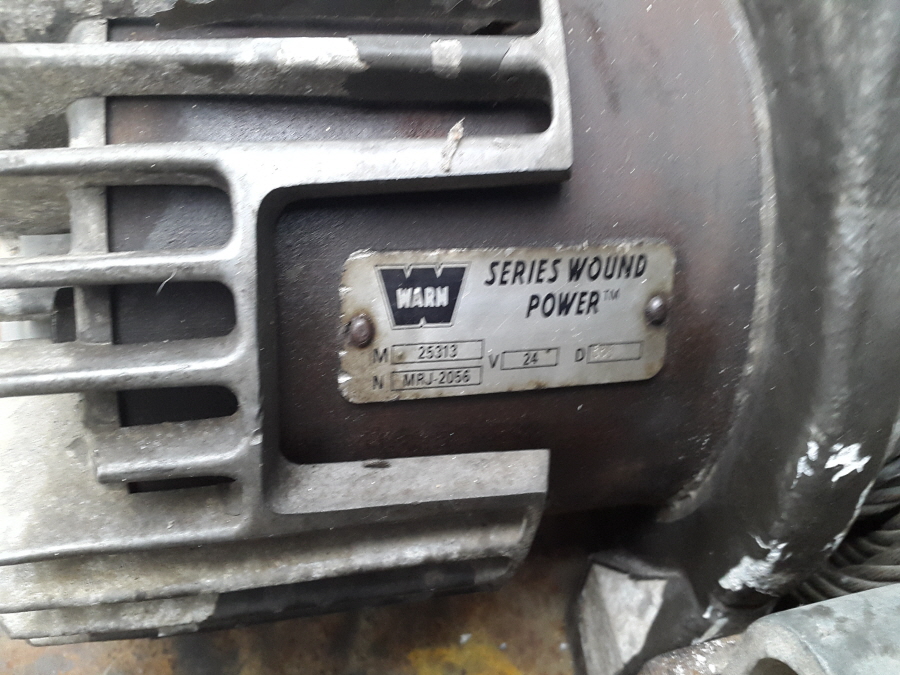 WARN
SERIES WOUND
POWER™
M 25313
V 24
D
N MRJ-2056